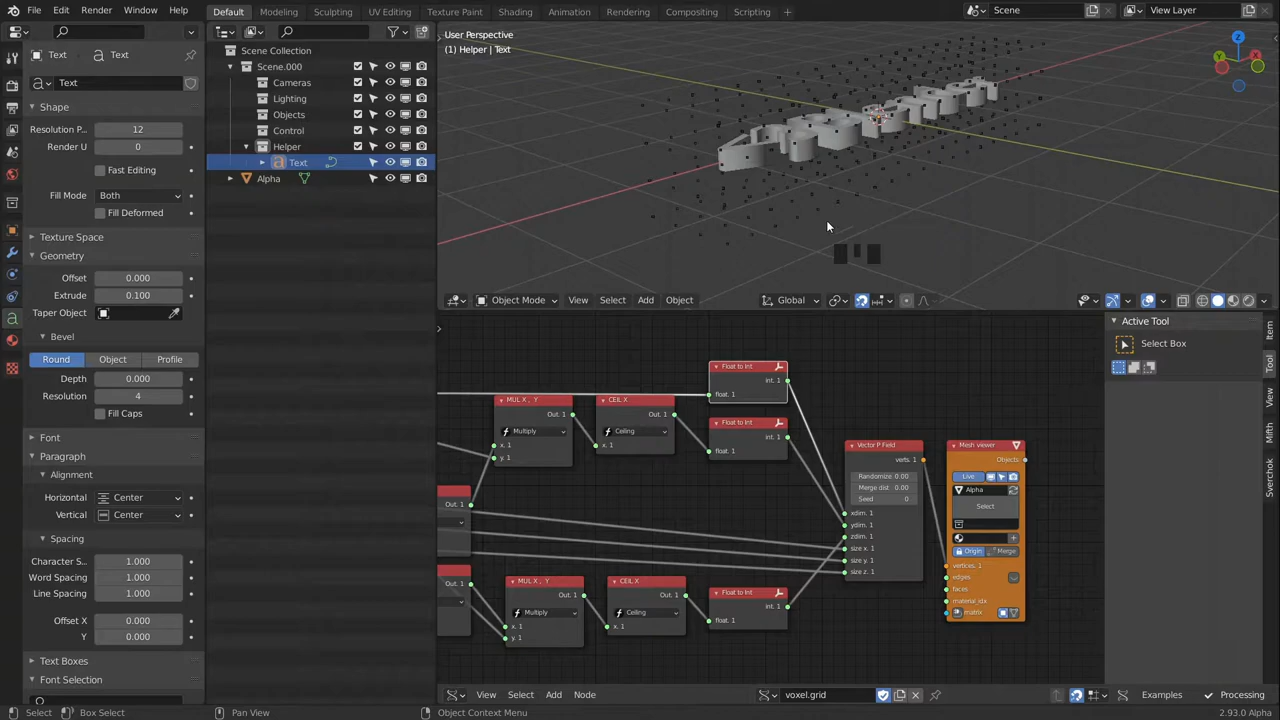 File Edit Render Window Help
Default Modeling Sculpting UV Editing Texture Paint Shading Animation Rendering Compositing Scripting +
Scene
View Layer
Text
Text
Text
Shape
Resolution P... 12
Render U 0
Fast Editing
Fill Mode Both
Fill Deformed
Texture Space
Geometry
Offset 0.000
Extrude 0.100
Taper Object
Bevel
Round Object Profile
Depth 0.000
Resolution 4
Fill Caps
Font
Paragraph
Alignment
Horizontal Center
Vertical Center
Spacing
Character S... 1.000
Word Spacing 1.000
Line Spacing 1.000
Offset X 0.000
Y 0.000
Text Boxes
Font Selection
Scene Collection
Scene.000
Cameras
Lighting
Objects
Control
Helper
Text
Alpha
User Perspective
(1) Helper | Text
Z
X
Y
Object Mode View Select Add Object
Global
Float to Int
int. 1
float. 1
MUL X , Y
Out. 1
Multiply
x. 1
y. 1
CEIL X
Out. 1
Ceiling
x. 1
Float to Int
int. 1
float. 1
Out. 1
Out. 1
MUL X , Y
Out. 1
Multiply
x. 1
y. 1
CEIL X
Out. 1
Ceiling
x. 1
Float to Int
int. 1
float. 1
Vector P Field
verts. 1
Randomize 0.00
Merge dist: 0.00
Seed 0
xdim. 1
ydim. 1
zdim. 1
size x. 1
size y. 1
size z. 1
Mesh viewer
Objects
Live
Alpha
Select
Origin Merge
vertices. 1
edges
faces
material_idx
matrix
Active Tool
Select Box
Item
Tool
View
Mith
Sverchok
View Select Add Node
voxel.grid
Examples
Processing
Select
Box Select
Pan View
Object Context Menu
2.93.0 Alpha